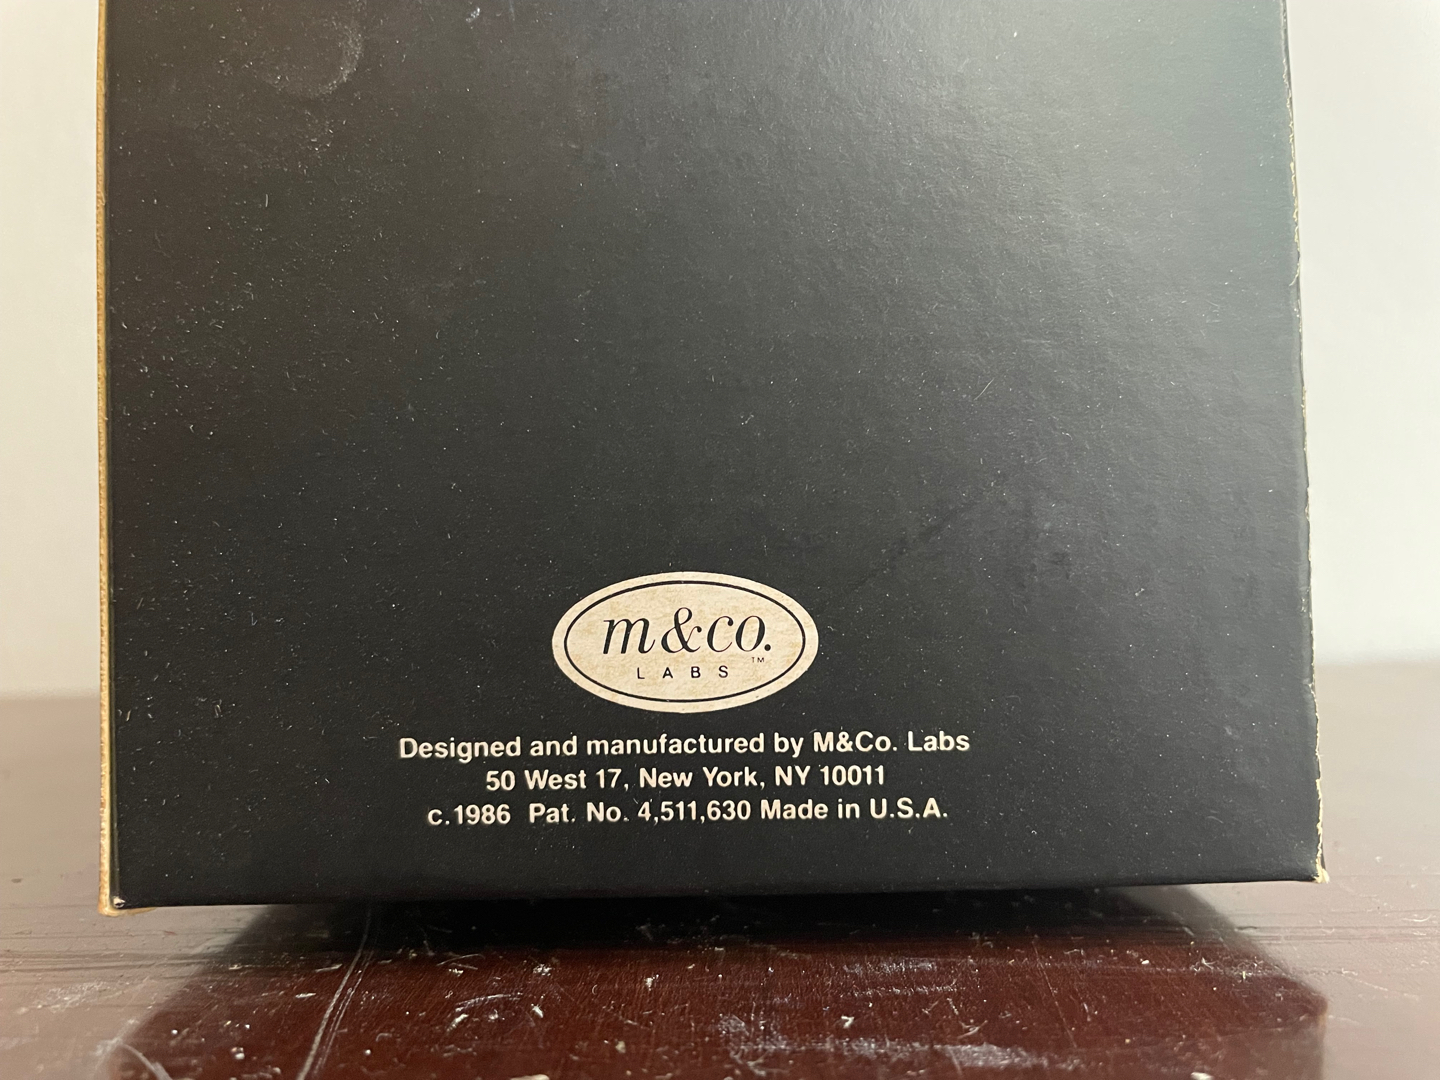 m&co.
LABS™
Designed and manufactured by M&Co. Labs
50 West 17, New York, NY 10011
c.1986 Pat. No. 4,511,630 Made in U.S.A.